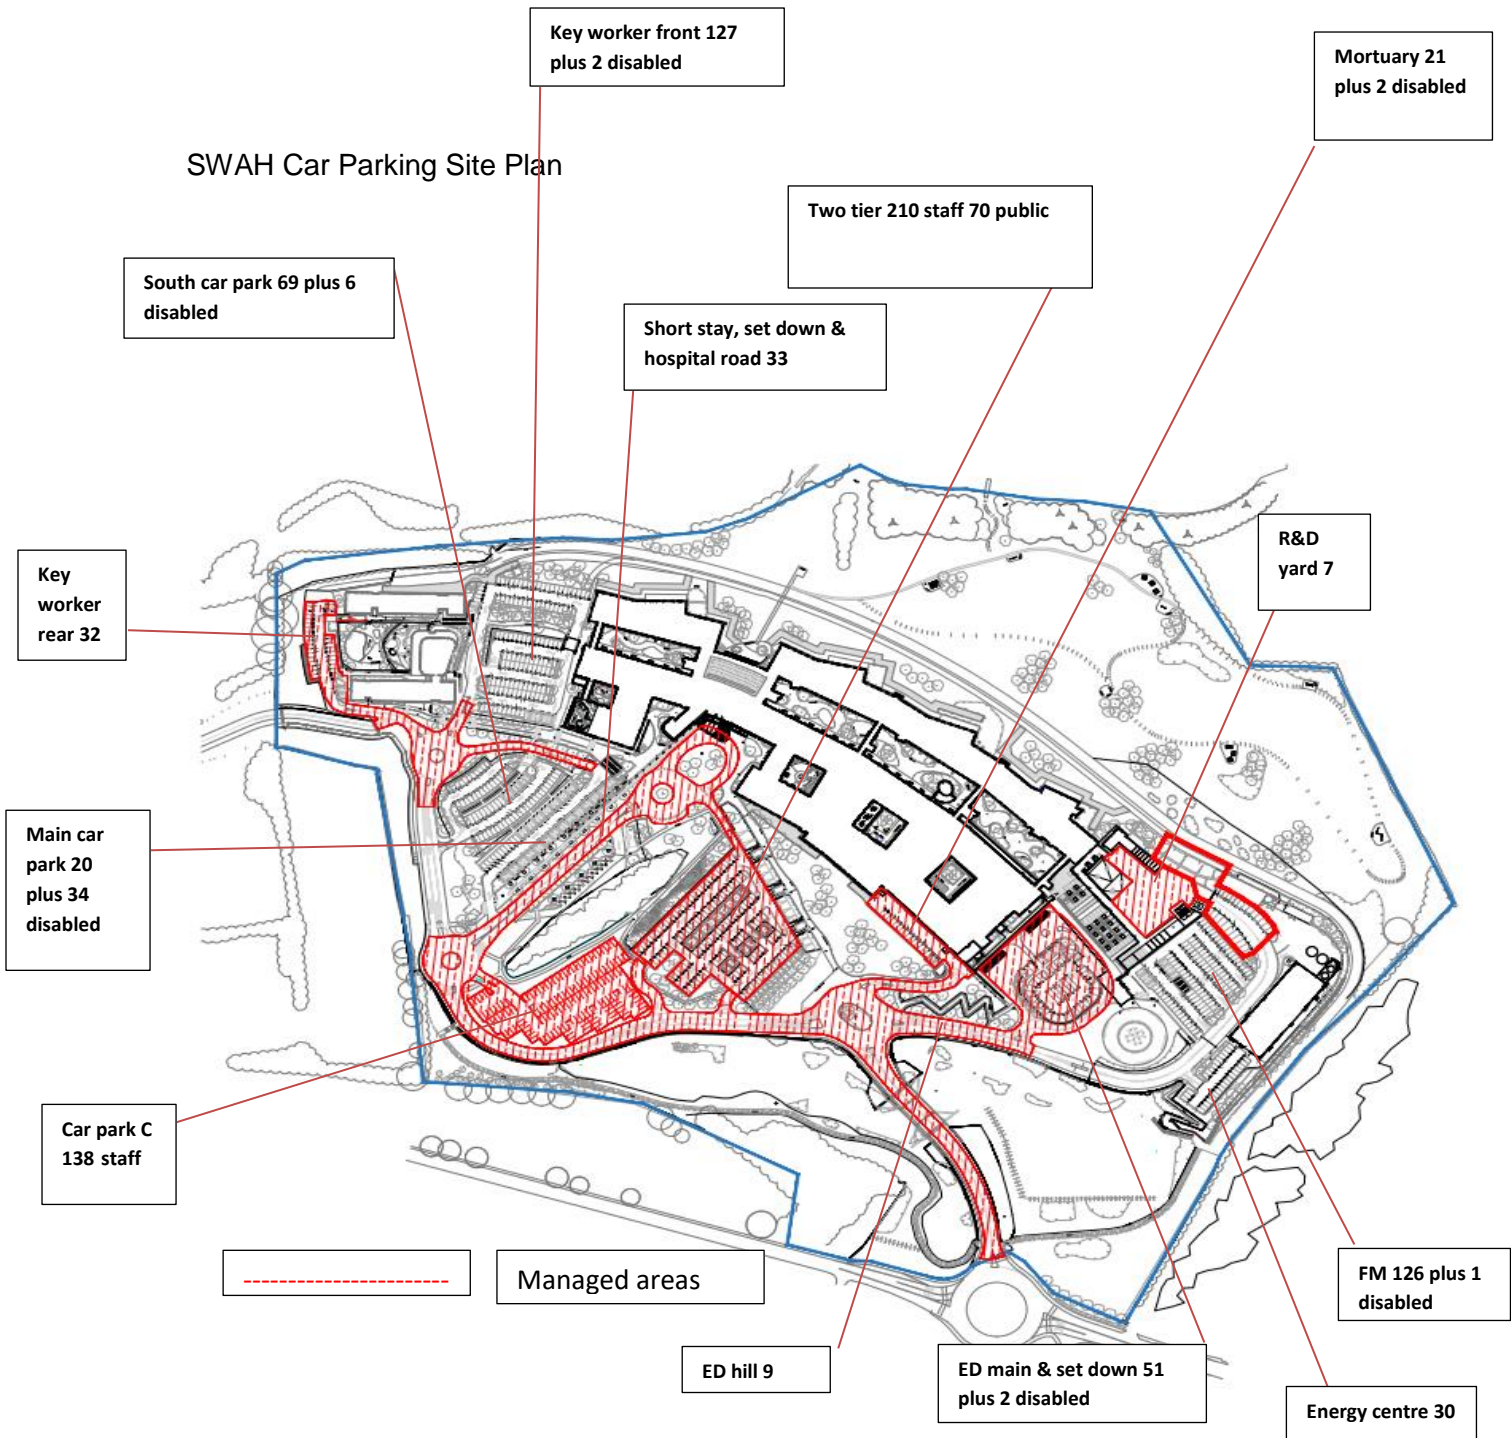 Key worker front 127
plus 2 disabled
Mortuary 21
plus 2 disabled
SWAH Car Parking Site Plan
Two tier 210 staff 70 public
South car park 69 plus 6
disabled
Short stay, set down &
hospital road 33
R&D
yard 7
Key
worker
rear 32
Main car
park 20
plus 34
disabled
Car park C
138 staff
Managed areas
FM 126 plus 1
disabled
ED hill 9
ED main & set down 51
plus 2 disabled
Energy centre 30